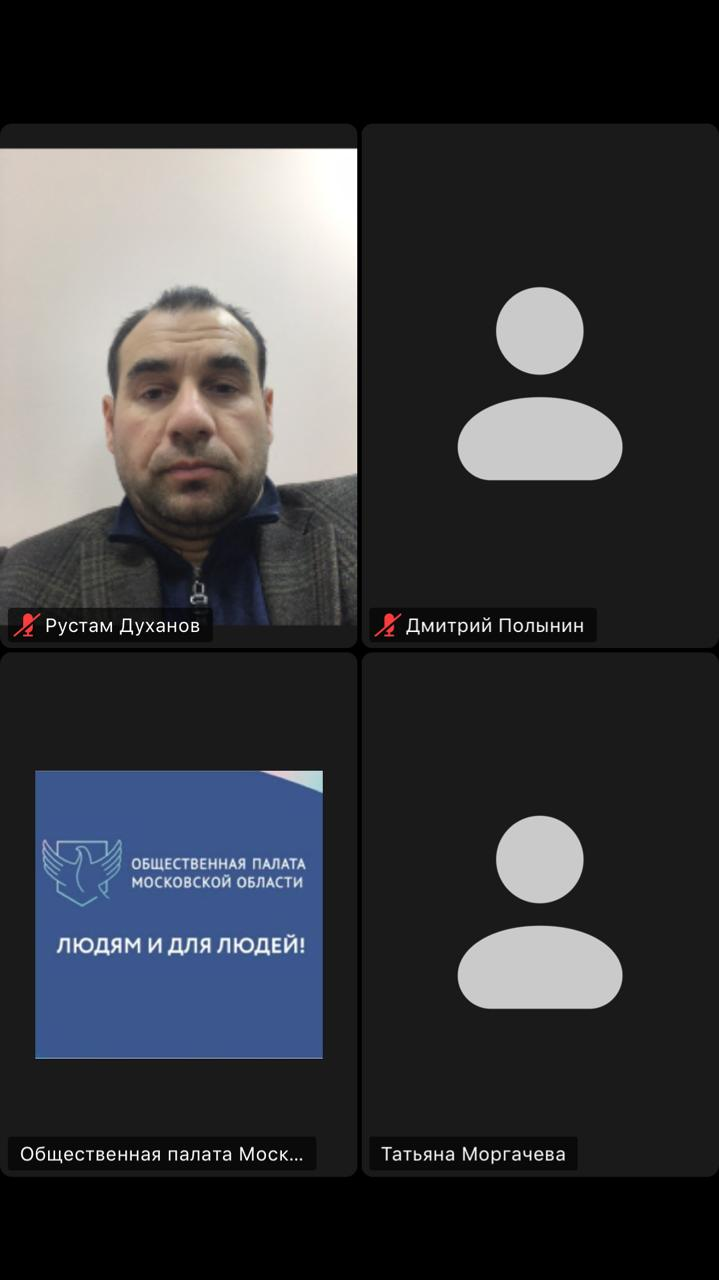 Рустам Духанов
Дмитрий Полынин
ОБЩЕСТВЕННАЯ ПАЛАТА
МОСКОВСКОЙ ОБЛАСТИ
ЛЮДЯМ И ДЛЯ ЛЮДЕЙ!
Общественная палата Моск...
Татьяна Моргачева